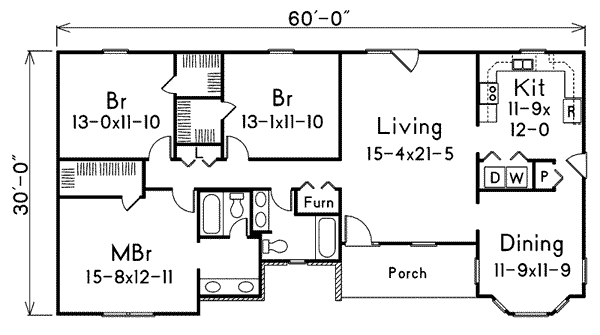 60'-0"
30'-0"
Br
13-0x11-10
Br
13-1x11-10
Living
15-4x21-5
Kit
11-9x
12-0
R
L
D W
P
Furn
MBr
15-8x12-11
Dining
11-9x11-9
Porch